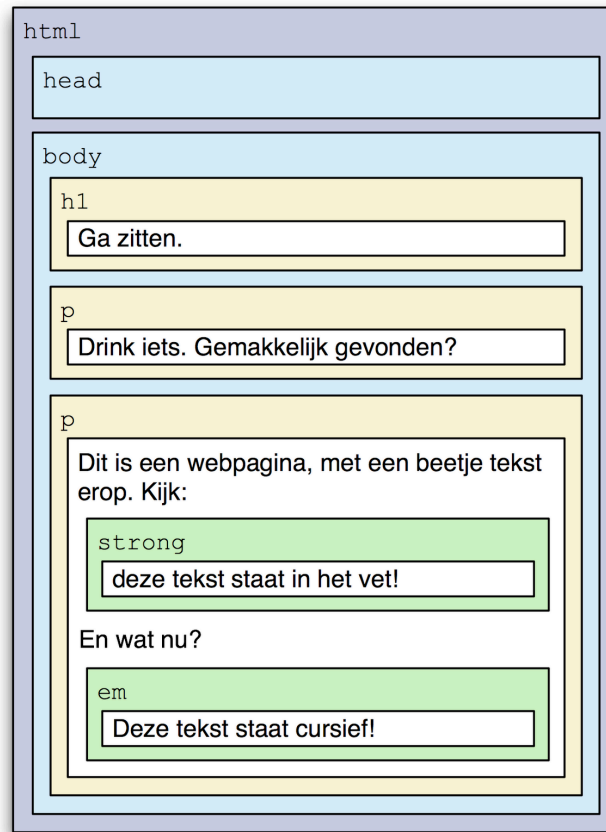 html
head
body
h1
Ga zitten.
p
Drink iets. Gemakkelijk gevonden?
p
Dit is een webpagina, met een beetje tekst
erop. Kijk:
strong
deze tekst staat in het vet!
En wat nu?
em
Deze tekst staat cursief!